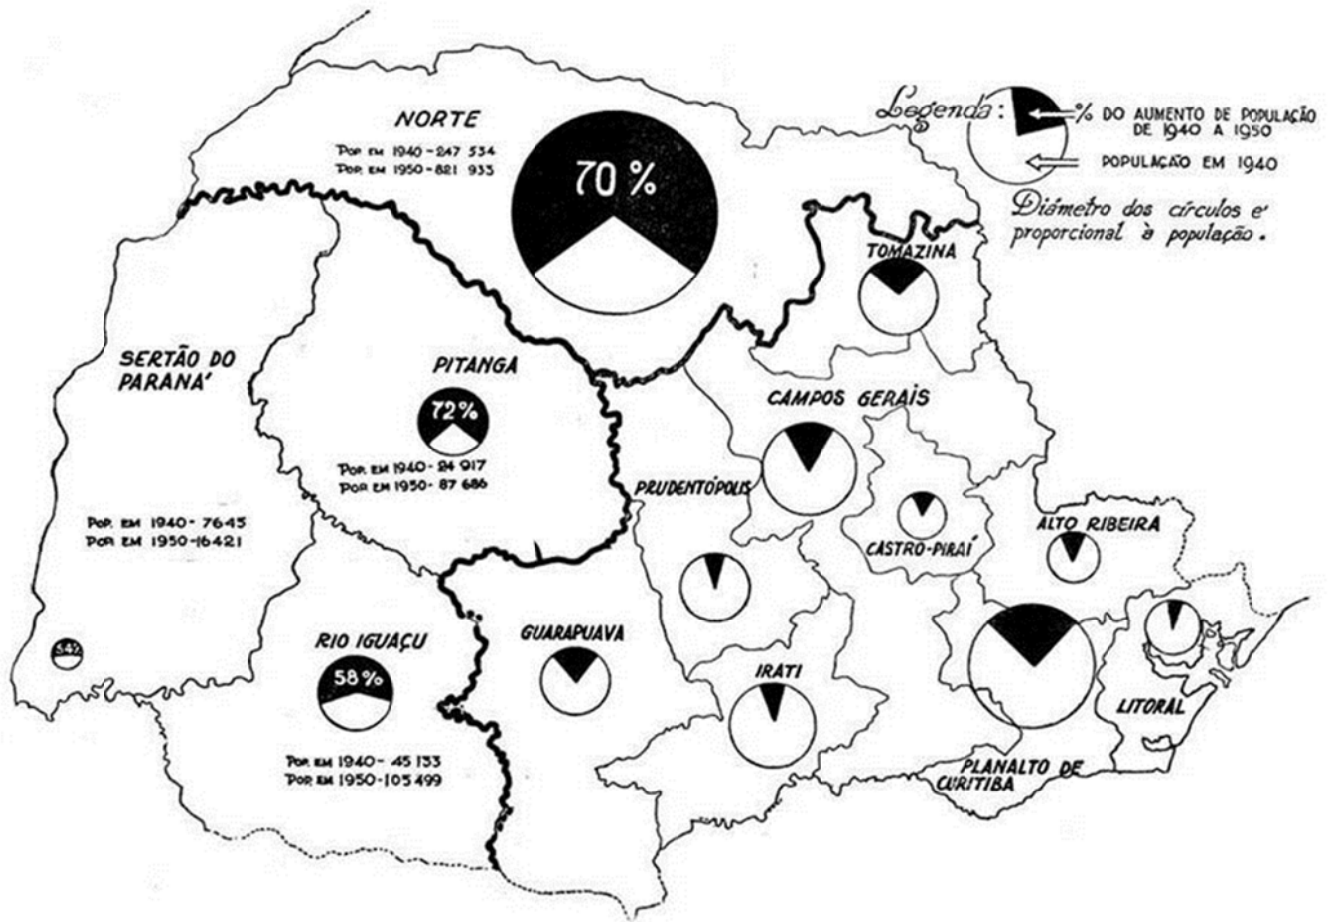 Legenda:
% DO AUMENTO DE POPULAÇÃO
DE 1940 A 1950
POPULAÇÃO EM 1940
Diámetro dos círculos e'
proporcional à população.
NORTE
POP. EM 1940-247 534
POP. EM 1950-821 933
70 %
TOMAZINA
SERTÃO DO
PARANA'
POP. EM 1940-7645
POP. EM 1950-16421
PITANGA
72%
POP. EM 1940-24 917
POP. EM 1950-87 686
CAMPOS GERAIS
PRUDENTÓPOLIS
CASTRO-PIRAÍ
ALTO RIBEIRA
RIO IGUAÇU
58 %
POP. EM 1940-45 133
POP. EM 1950-105 499
GUARAPUAVA
IRATI
LITORAL
PLANALTO DE
CURITIBA